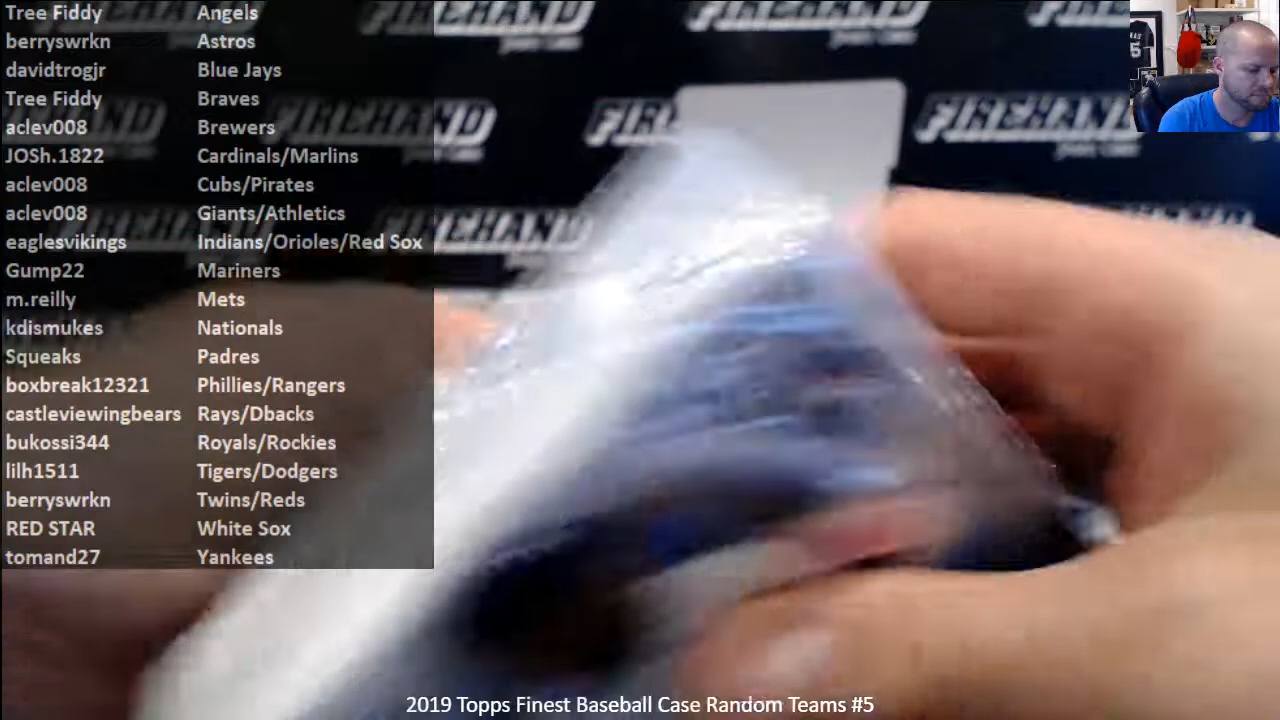 Tree Fiddy Angels
berryswrkn Astros
davidtrogjr Blue Jays
Tree Fiddy Braves
aclev008 Brewers
JOSh.1822 Cardinals/Marlins
aclev008 Cubs/Pirates
aclev008 Giants/Athletics
eaglesvikings Indians/Orioles/Red Sox
Gump22 Mariners
m.reilly Mets
kdismukes Nationals
Squeaks Padres
boxbreak12321 Phillies/Rangers
castleviewingbears Rays/Dbacks
bukossi344 Royals/Rockies
lilh1511 Tigers/Dodgers
berryswrkn Twins/Reds
RED STAR White Sox
tomand27 Yankees
FIREHAND
FIREHAND
FIREHAND
2019 Topps Finest Baseball Case Random Teams #5